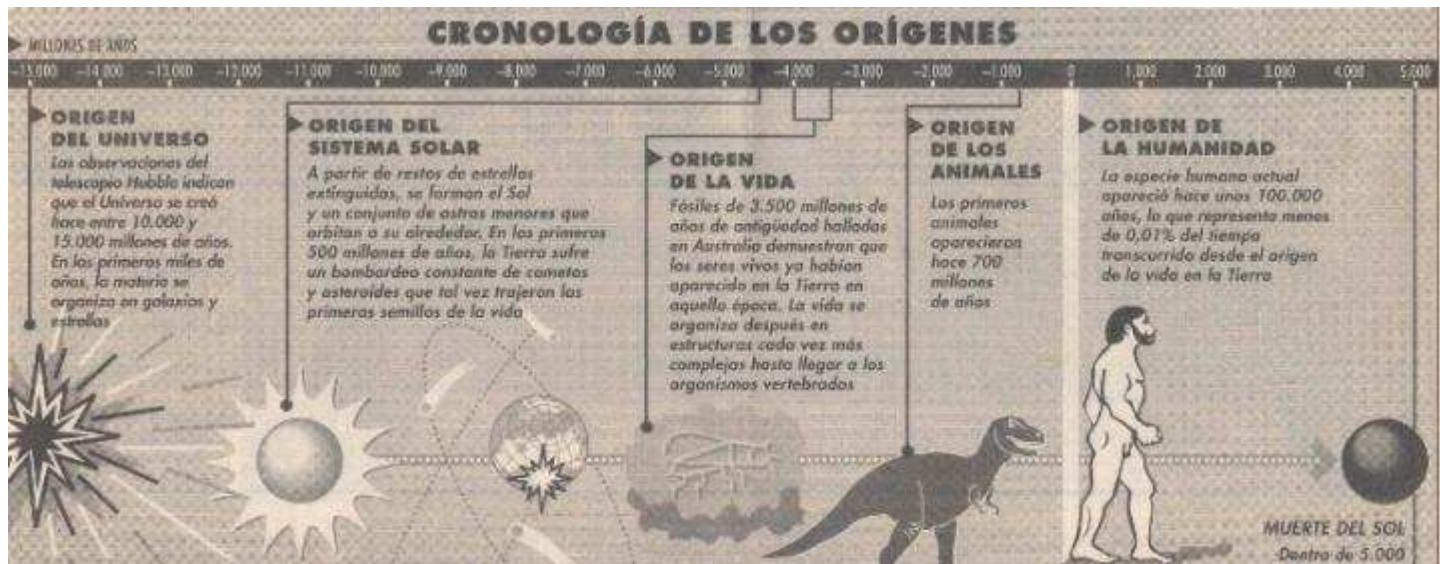 CRONOLOGÍA DE LOS ORÍGENES
MILLONES DE AÑOS
-15.000 -14.000 -13.000 -12.000 -11.000 -10.000 -9.000 -8.000 -7.000 -6.000 -5.000 -4.000 -3.000 -2.000 -1.000 0 1.000 2.000 3.000 4.000 5.000
ORIGEN
DEL UNIVERSO
Las observaciones del
telescopio Hubble indican
que el Universo se creó
hace entre 10.000 y
15.000 millones de años.
En los primeros miles de
años, la materia se
organiza en galaxias y
estrellas
ORIGEN DEL
SISTEMA SOLAR
A partir de restos de estrellas
extinguidas, se forman el Sol
y un conjunto de astros menores que
orbitan a su alrededor. En los primeros
500 millones de años, la Tierra sufre
un bombardeo constante de cometas
y asteroides que tal vez trajeron las
primeras semillas de la vida
ORIGEN
DE LA VIDA
Fósiles de 3.500 millones de
años de antigüedad hallados
en Australia demuestran que
los seres vivos ya habían
aparecido en la Tierra en
aquella época. La vida se
organiza después en
estructuras cada vez más
complejas hasta llegar a los
organismos vertebrados
ORIGEN
DE LOS
ANIMALES
Los primeros
animales
aparecieron
hace 700
millones
de años
ORIGEN DE
LA HUMANIDAD
La especie humana actual
apareció hace unos 100.000
años, lo que representa menos
de 0,01% del tiempo
transcurrido desde el origen
de la vida en la Tierra
MUERTE DEL SOL
Dentro de 5.000